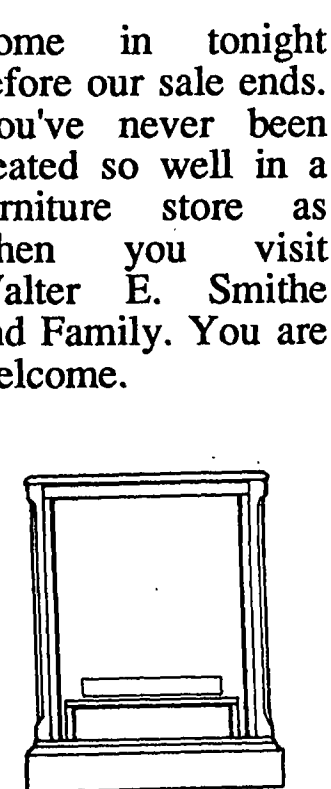 ome in tonight
efore our sale ends.
ou've never been
eated so well in a
rniture store as
hen you visit
alter E. Smithe
nd Family. You are
elcome.